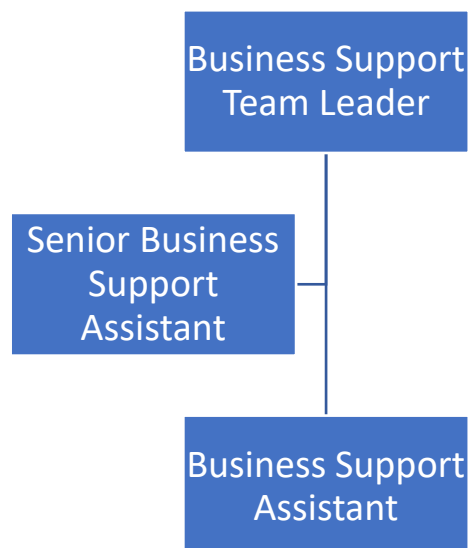 Business Support
Team Leader
Senior Business
Support
Assistant
Business Support
Assistant